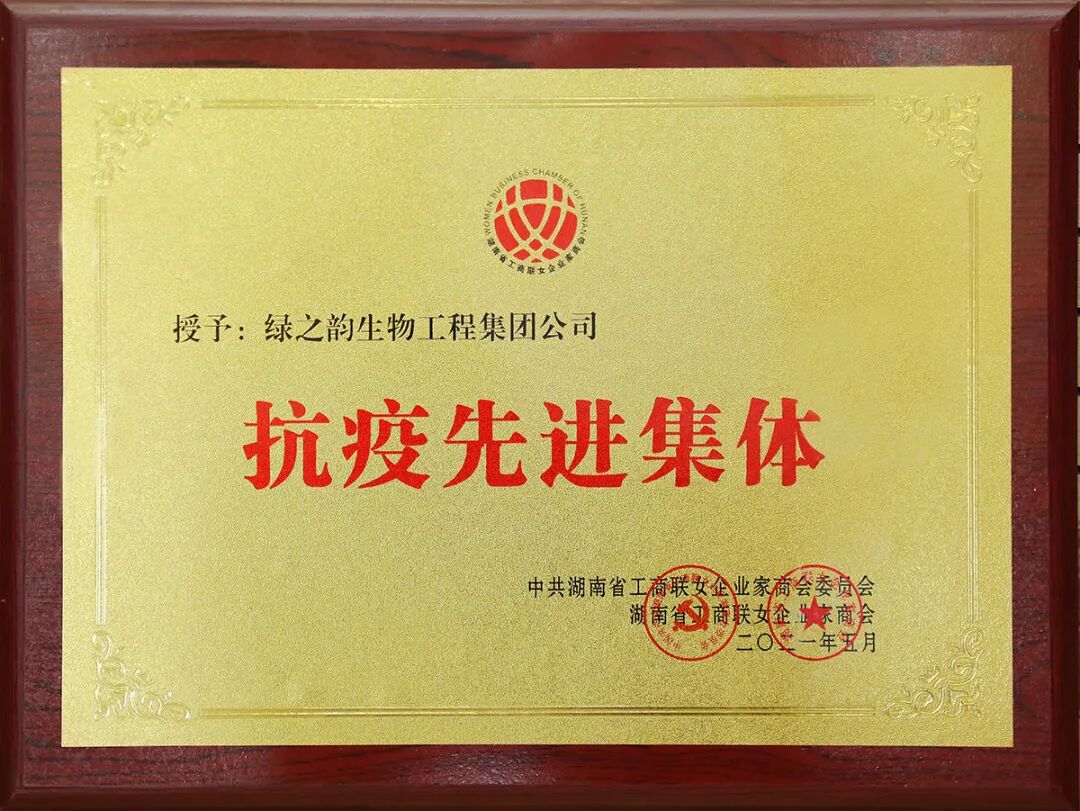 WOMEN BUSINESS CHAMBER OF HUNAN
湖南省工商联女企业家商会
授予：绿之韵生物工程集团公司
抗疫先进集体
中共湖南省工商联女企业家商会委员会
湖南省工商联女企业家商会
二〇二一年五月